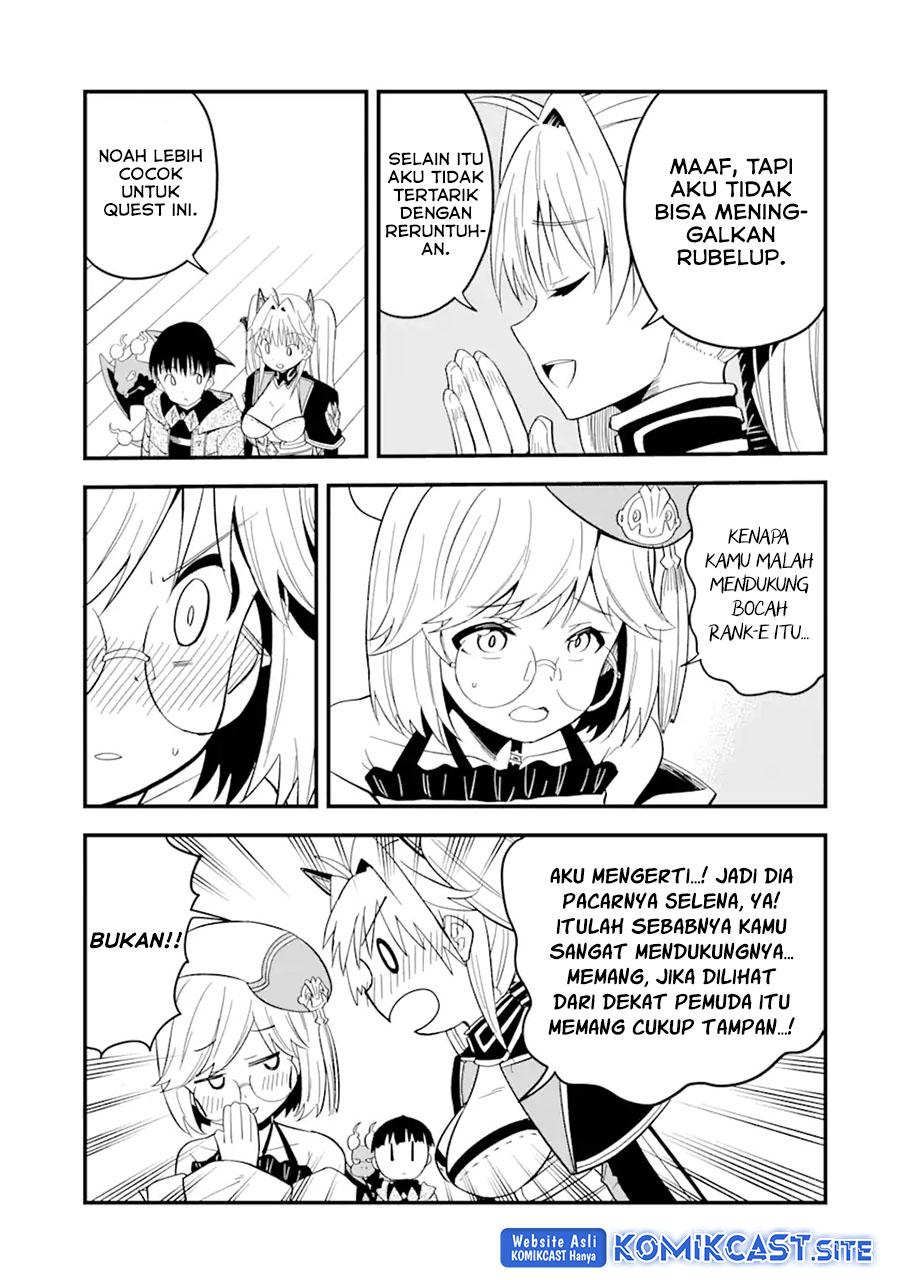 MAAF, TAPI
AKU TIDAK
BISA MENING-
GALKAN
RUBELUP.
SELAIN ITU
AKU TIDAK
TERTARIK
DENGAN
RERUNTUH-
AN.
NOAH LEBIH
COCOK
UNTUK
QUEST INI.
KENAPA
KAMU MALAH
MENDUKUNG
BOCAH
RANK-E ITU...
AKU MENGERTI...! JADI DIA
PACARNYA SELENA, YA!
ITULAH SEBABNYA KAMU
SANGAT MENDUKUNGNYA...
MEMANG, JIKA DILIHAT
DARI DEKAT PEMUDA ITU
MEMANG CUKUP TAMPAN...!
BUKAN!!
Website Asli
KOMIKCAST Hanya
KOMIKCAST.SITE